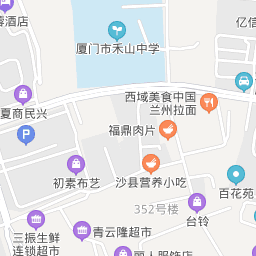 蓉酒店
厦门市禾山中学
亿信
西域美食中国
兰州拉面
夏商民兴
福鼎肉片
P
初素布艺
沙县营养小吃
百花苑
352号楼
台铃
三振生鲜
连锁超市
青云隆超市
丽人服饰店